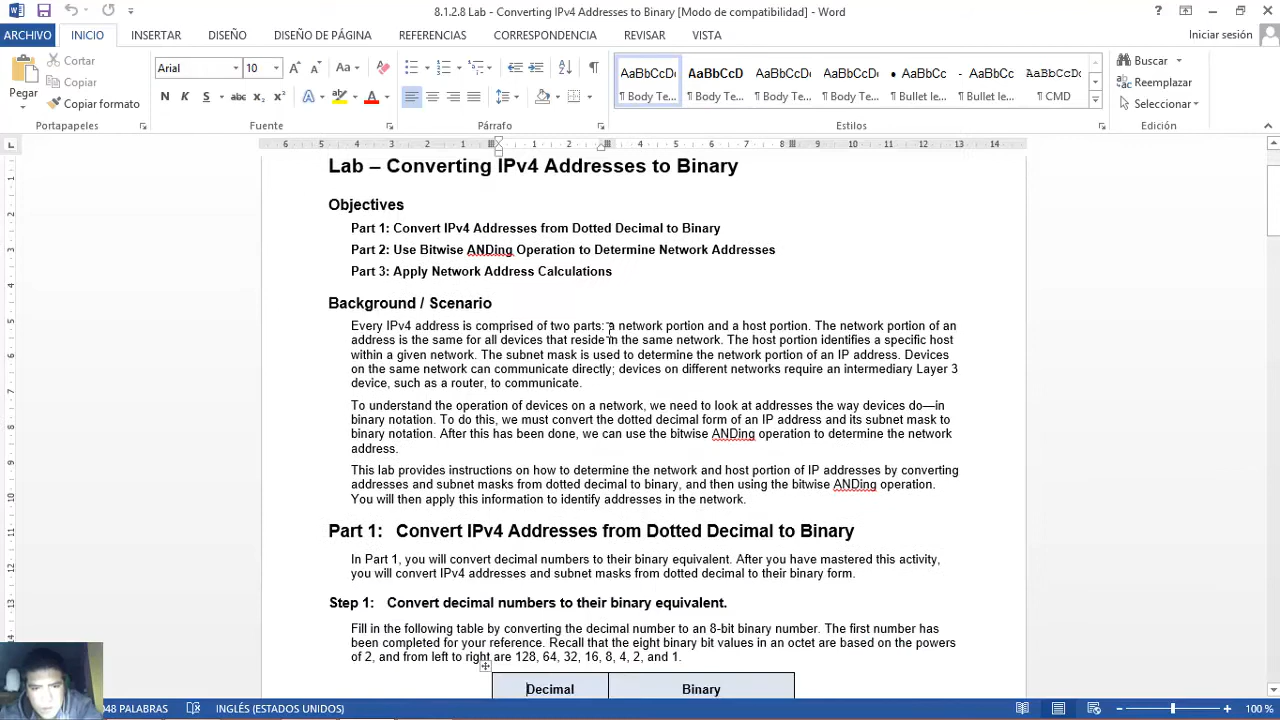 8.1.2.8 Lab - Converting IPv4 Addresses to Binary [Modo de compatibilidad] - Word
ARCHIVO INICIO INSERTAR DISEÑO DISEÑO DE PÁGINA REFERENCIAS CORRESPONDENCIA REVISAR VISTA Iniciar sesión
Pegar
Cortar
Copiar
Copiar formato
Portapapeles
Arial 10
Fuente
Párrafo
AaBbCcDc AaBbCcD AaBbCcDc AaBbCcDc AaBbCc AaBbCc AaBbCcDc
¶ Body Te... ¶ Body T... ¶ Body Te... ¶ Body Te... ¶ Bullet le... ¶ Bullet le... ¶ CMD
Estilos
Buscar
Reemplazar
Seleccionar
Edición
Lab – Converting IPv4 Addresses to Binary
Objectives
Part 1: Convert IPv4 Addresses from Dotted Decimal to Binary
Part 2: Use Bitwise ANDing Operation to Determine Network Addresses
Part 3: Apply Network Address Calculations
Background / Scenario
Every IPv4 address is comprised of two parts: a network portion and a host portion. The network portion of an
address is the same for all devices that reside in the same network. The host portion identifies a specific host
within a given network. The subnet mask is used to determine the network portion of an IP address. Devices
on the same network can communicate directly; devices on different networks require an intermediary Layer 3
device, such as a router, to communicate.
To understand the operation of devices on a network, we need to look at addresses the way devices do—in
binary notation. To do this, we must convert the dotted decimal form of an IP address and its subnet mask to
binary notation. After this has been done, we can use the bitwise ANDing operation to determine the network
address.
This lab provides instructions on how to determine the network and host portion of IP addresses by converting
addresses and subnet masks from dotted decimal to binary, and then using the bitwise ANDing operation.
You will then apply this information to identify addresses in the network.
Part 1: Convert IPv4 Addresses from Dotted Decimal to Binary
In Part 1, you will convert decimal numbers to their binary equivalent. After you have mastered this activity,
you will convert IPv4 addresses and subnet masks from dotted decimal to their binary form.
Step 1: Convert decimal numbers to their binary equivalent.
Fill in the following table by converting the decimal number to an 8-bit binary number. The first number has
been completed for your reference. Recall that the eight binary bit values in an octet are based on the powers
of 2, and from left to right are 128, 64, 32, 16, 8, 4, 2, and 1.
Decimal Binary
48 PALABRAS INGLÉS (ESTADOS UNIDOS) 100 %